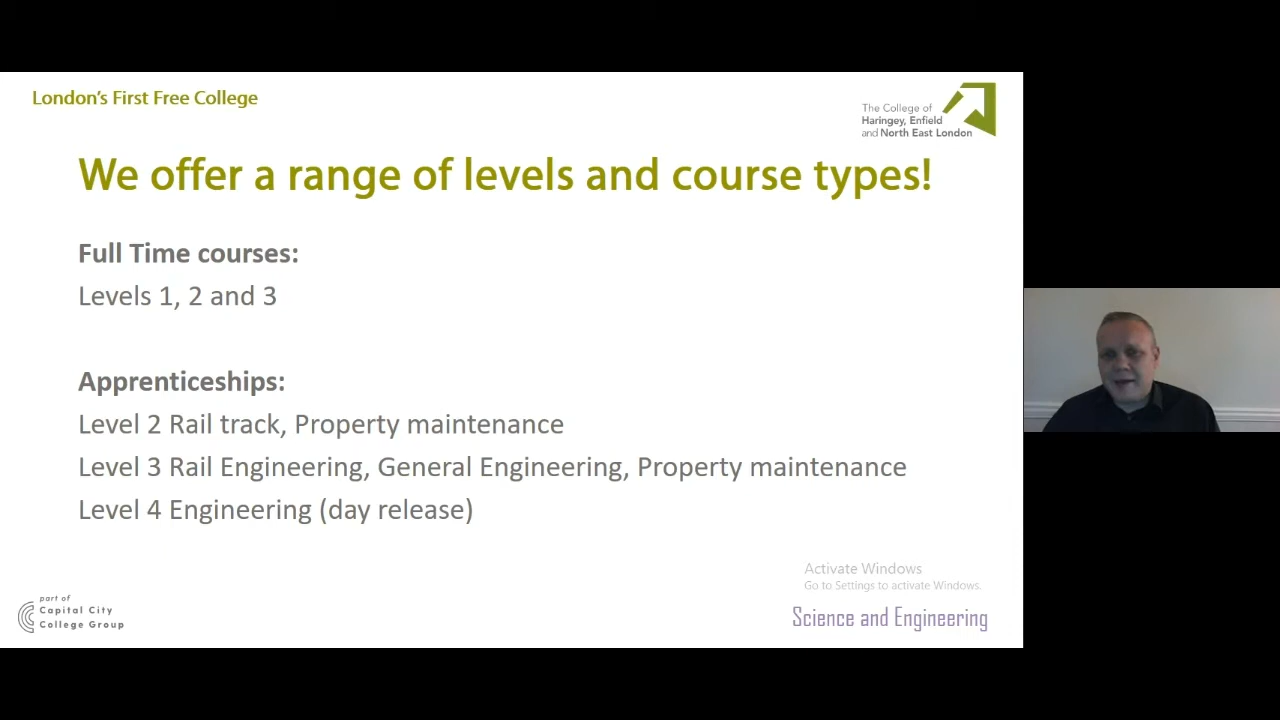 London's First Free College
The College of
Haringey, Enfield
and North East London
We offer a range of levels and course types!
Full Time courses:
Levels 1, 2 and 3
Apprenticeships:
Level 2 Rail track, Property maintenance
Level 3 Rail Engineering, General Engineering, Property maintenance
Level 4 Engineering (day release)
Activate Windows
Go to Settings to activate Windows.
part of
Capital City
College Group
Science and Engineering